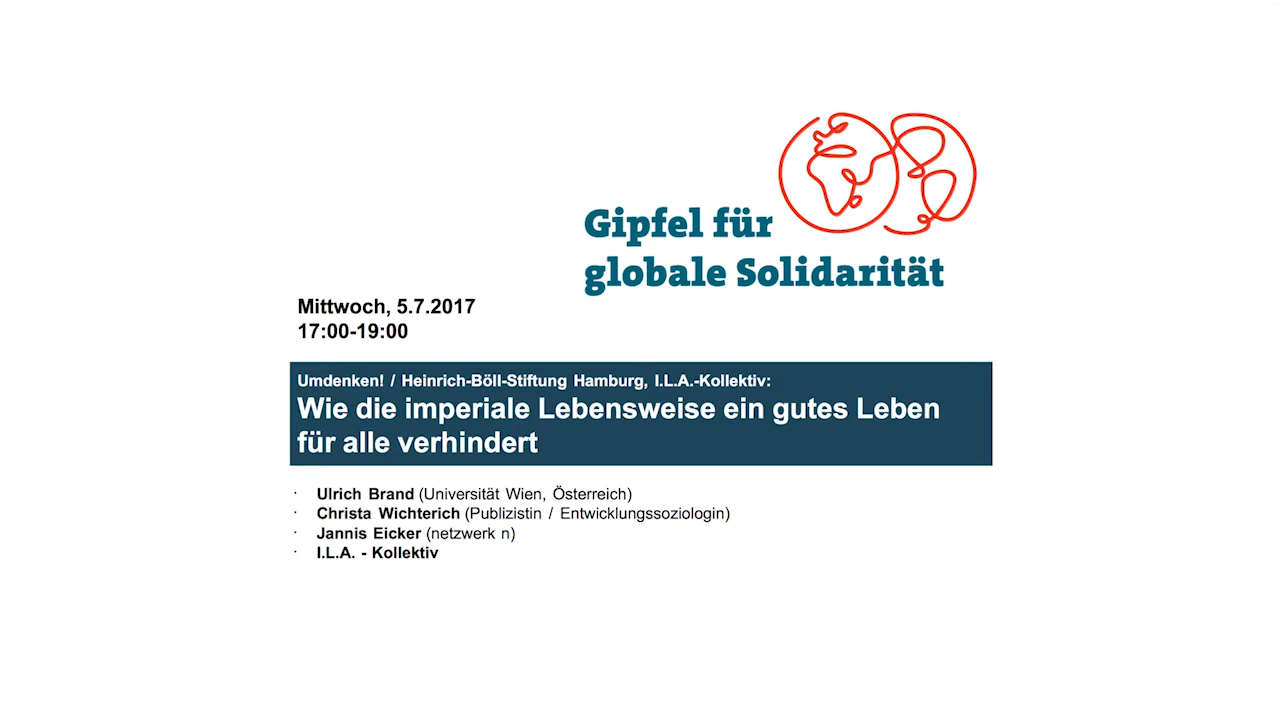 Gipfel für
globale Solidarität
Mittwoch, 5.7.2017
17:00-19:00
Umdenken! / Heinrich-Böll-Stiftung Hamburg, I.L.A.-Kollektiv:
Wie die imperiale Lebensweise ein gutes Leben
für alle verhindert
· Ulrich Brand (Universität Wien, Österreich)
· Christa Wichterich (Publizistin / Entwicklungssoziologin)
· Jannis Eicker (netzwerk n)
· I.L.A. - Kollektiv